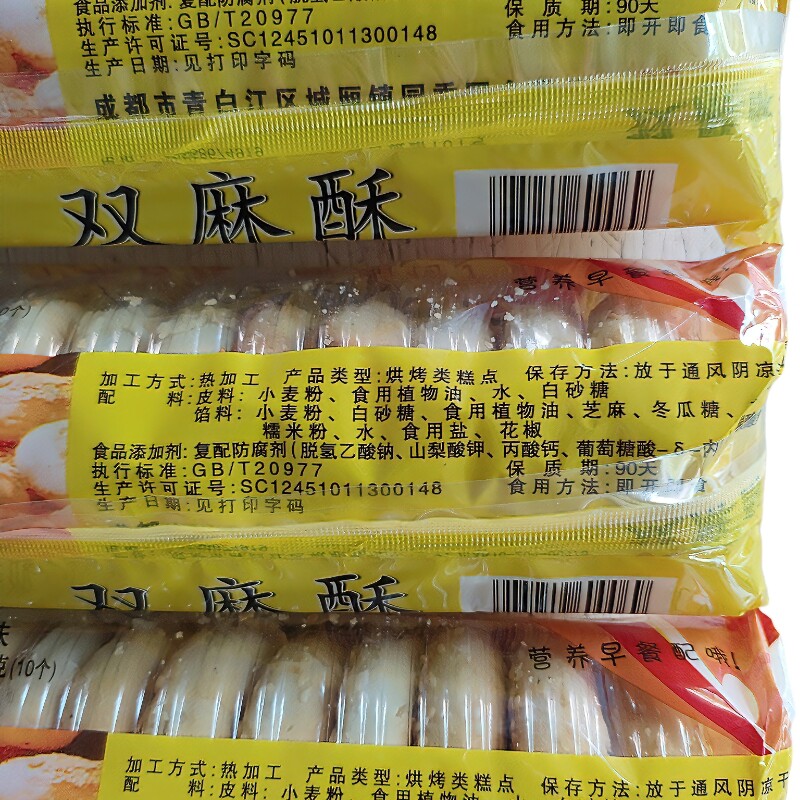 食品添加剂: 复配防腐剂
执行标准:GB/T20977
保 质 期:90天
生产许可证号:SC12451011300148
食用方法:即开即食
生产日期:见打印字码
成都市青白江区城厢镇
双麻酥
营养早餐
加工方式:热加工 产品类型:烘烤类糕点 保存方法:放于通风阴凉
配 料:皮料: 小麦粉、食用植物油、水、白砂糖
馅料: 小麦粉、白砂糖、食用植物油、芝麻、冬瓜糖、
糯米粉、水、食用盐、花椒
食品添加剂: 复配防腐剂(脱氢乙酸钠、山梨酸钾、丙酸钙、葡萄糖酸-δ-内
执行标准:GB/T20977
保 质 期:90天
生产许可证号:SC12451011300148
食用方法:即开即食
生产日期:见打印字码
双麻酥
(10个)
营养早餐配哦!
加工方式:热加工 产品类型:烘烤类糕点 保存方法:放于通风阴凉干
配 料:皮料: 小麦粉、食用植物油、水